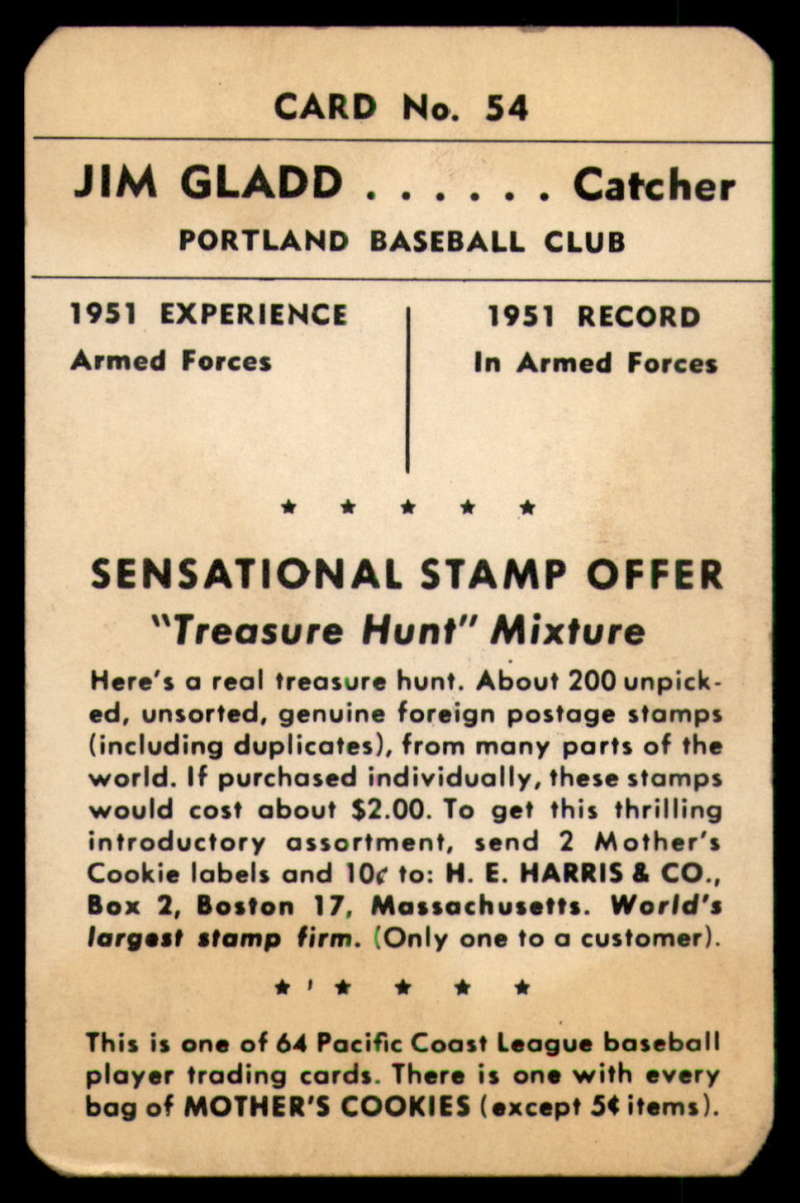 CARD No. 54
JIM GLADD . . . . . . Catcher
PORTLAND BASEBALL CLUB
1951 EXPERIENCE
Armed Forces
1951 RECORD
In Armed Forces
★ ★ ★ ★ ★
SENSATIONAL STAMP OFFER
"Treasure Hunt" Mixture
Here's a real treasure hunt. About 200 unpick-
ed, unsorted, genuine foreign postage stamps
(including duplicates), from many parts of the
world. If purchased individually, these stamps
would cost about $2.00. To get this thrilling
introductory assortment, send 2 Mother's
Cookie labels and 10¢ to: H. E. HARRIS & CO.,
Box 2, Boston 17, Massachusetts. World's
largest stamp firm. (Only one to a customer).
★ ' ★ ★ ★ ★
This is one of 64 Pacific Coast League baseball
player trading cards. There is one with every
bag of MOTHER'S COOKIES (except 5¢ items).